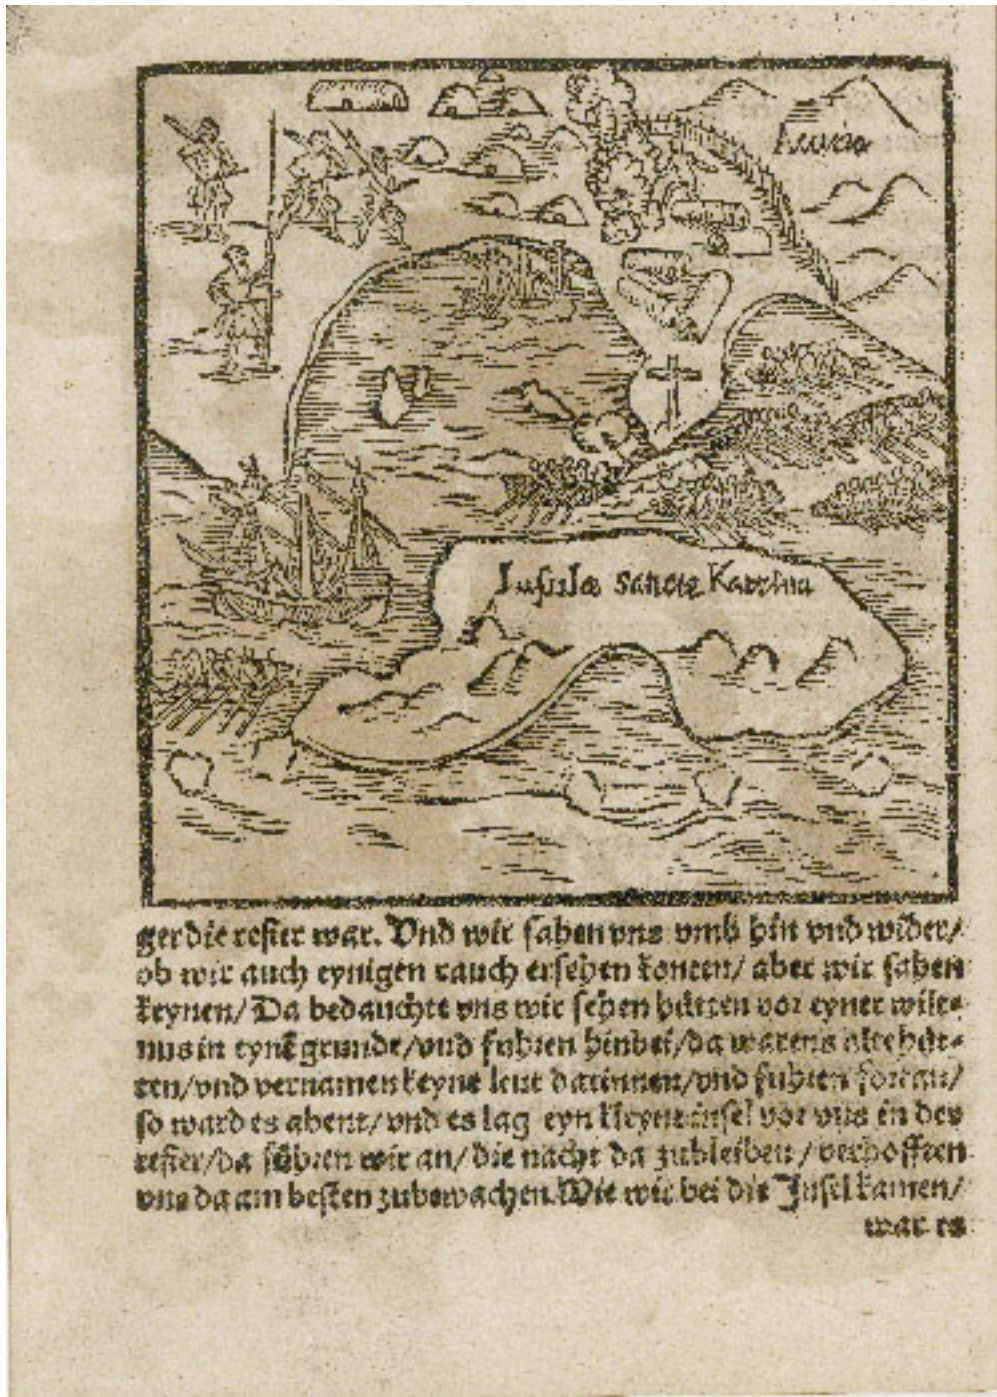 Insulæ sancte Katrina
ger die refier war. Vnd wir sahen vns vmb hin vnd wider/
ob wir auch eynigen rauch ersehen konten/ aber wir sahen
keynen/ Da bedauchte vns wir sehen hütten vor eyner wilt⸗
nus in eynē grunde/vnd fuhren hinbei/da warens alte hüt⸗
ten/vnd vernamen keyne leut darinnen/vnd fuhren fortan/
so ward es abent/ vnd es lag eyn kleyne insel vor vns in der
refier/da fuhren wir an/ die nacht da zubleiben/ verhofften
vns da am besten zubewachen. Wie wir bei die Insel kamen/
war es